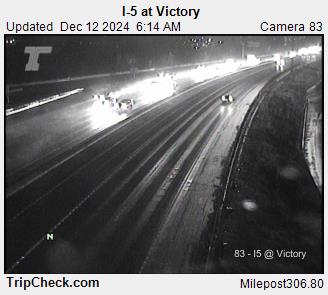 I-5 at Victory
Updated  Dec 12 2024  6:14 AM
Camera 83
T
N
83 - I5 @ Victory
TripCheck.com
Milepost306.80